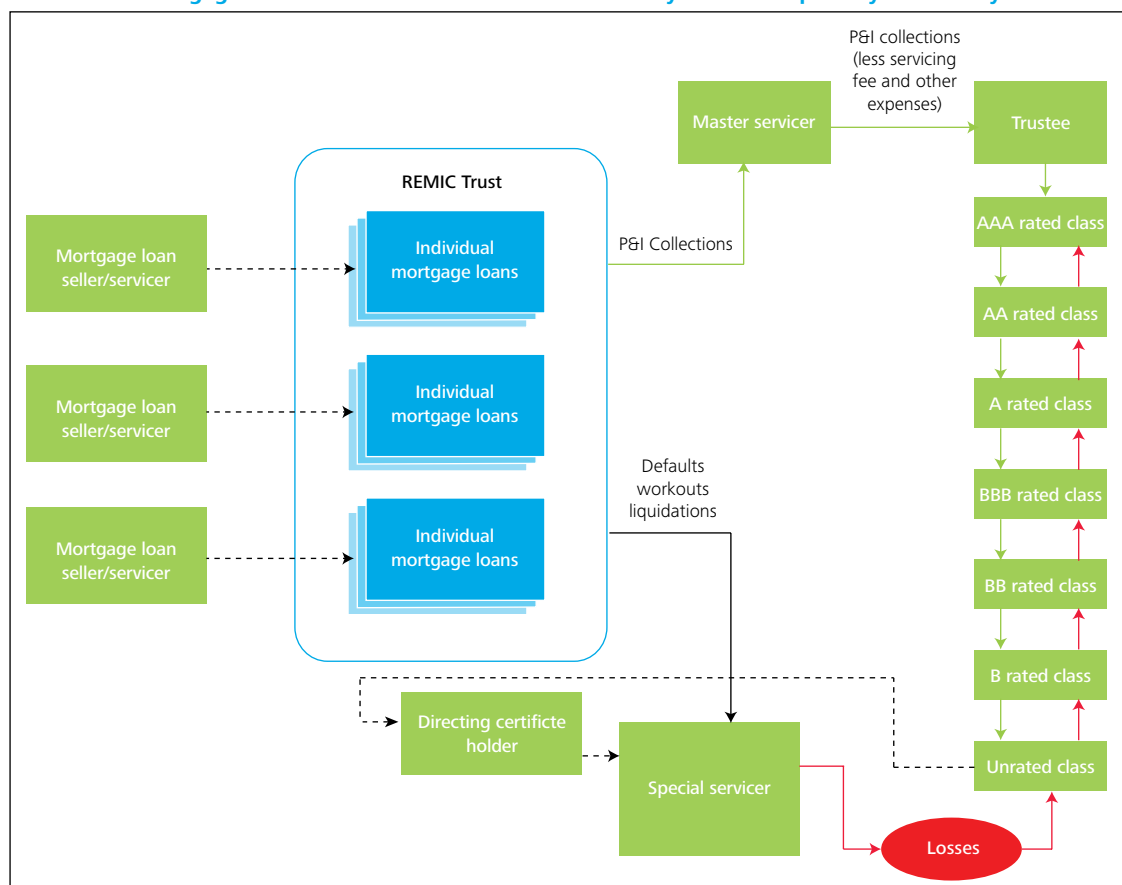 P&I collections
(less servicing
fee and other
expenses)
Master servicer
Trustee
REMIC Trust
Mortgage loan
seller/servicer
Individual
mortgage loans
P&I Collections
AAA rated class
AA rated class
Mortgage loan
seller/servicer
Individual
mortgage loans
A rated class
Defaults
workouts
liquidations
BBB rated class
Mortgage loan
seller/servicer
Individual
mortgage loans
BB rated class
B rated class
Directing certificte
holder
Special servicer
Unrated class
Losses